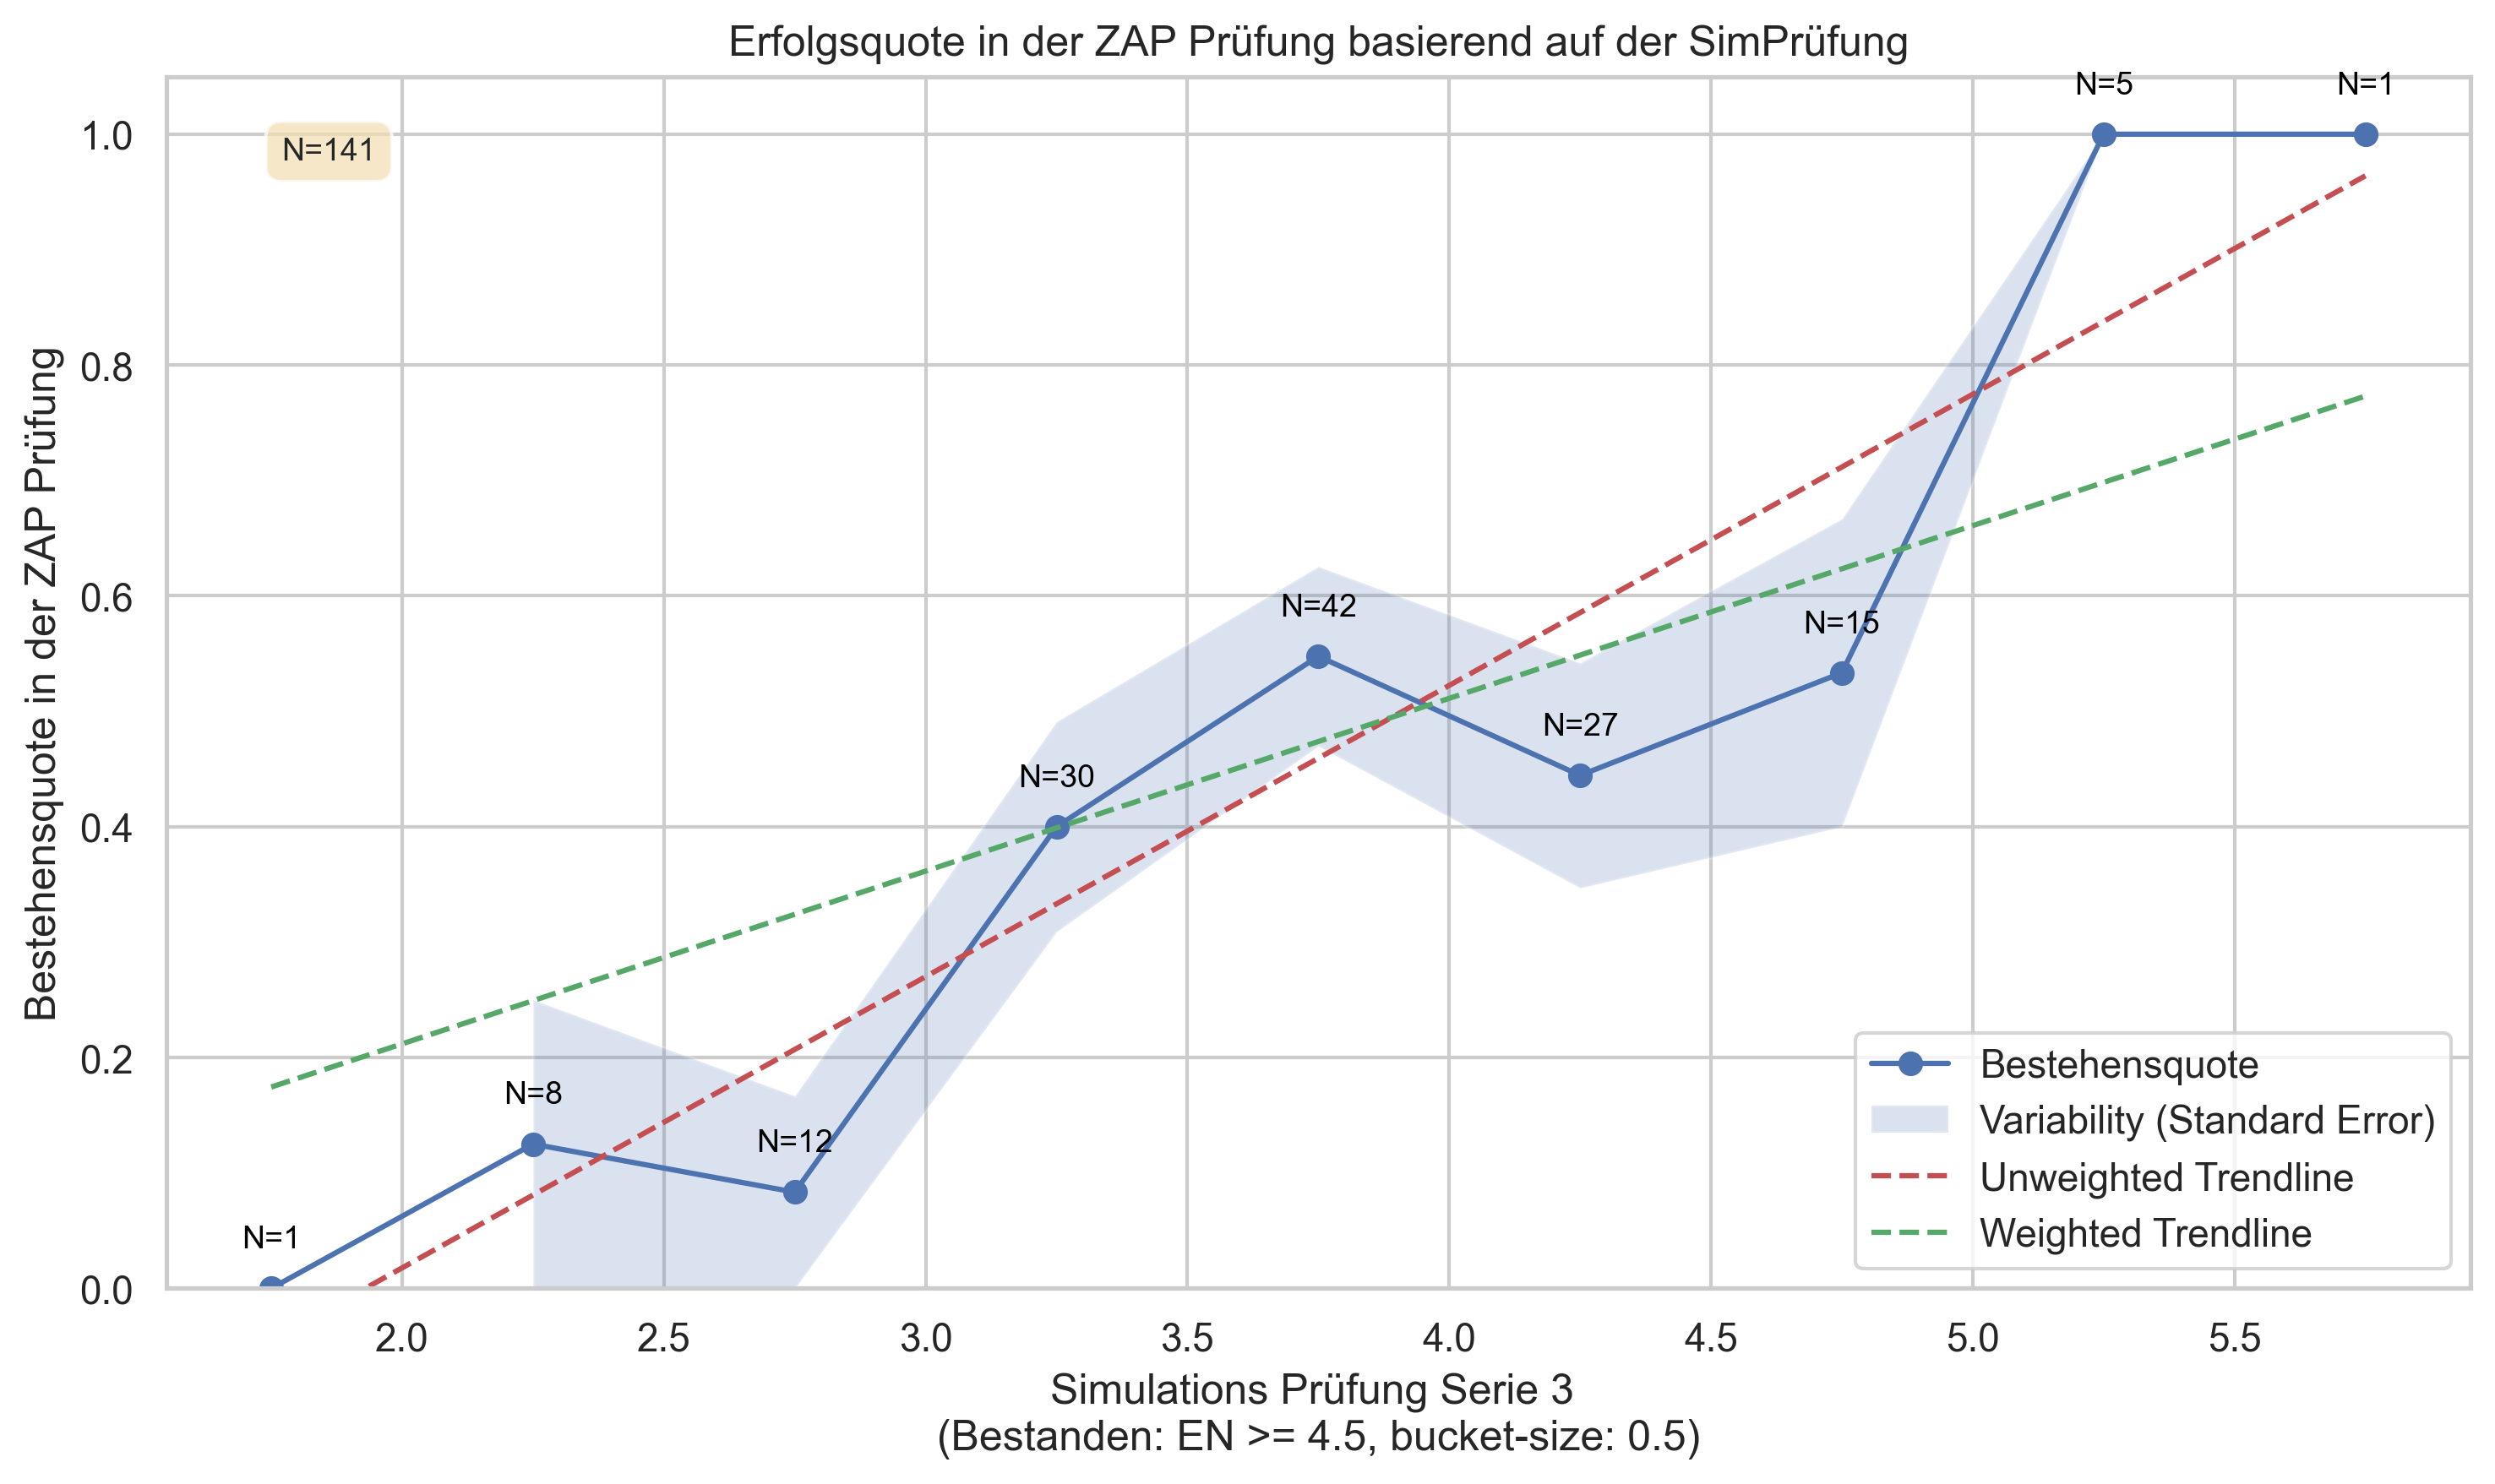 Erfolgsquote in der ZAP Prüfung basierend auf der SimPrüfung
N=5
N=1
1.0
N=141
0.8
Bestehensquote in der ZAP Prüfung
0.6
N=42
N=15
N=27
N=30
0.4
0.2
N=8
N=12
N=1
0.0
Bestehensquote
Variability (Standard Error)
Unweighted Trendline
Weighted Trendline
2.0 2.5 3.0 3.5 4.0 4.5 5.0 5.5
Simulations Prüfung Serie 3
(Bestanden: EN >= 4.5, bucket-size: 0.5)